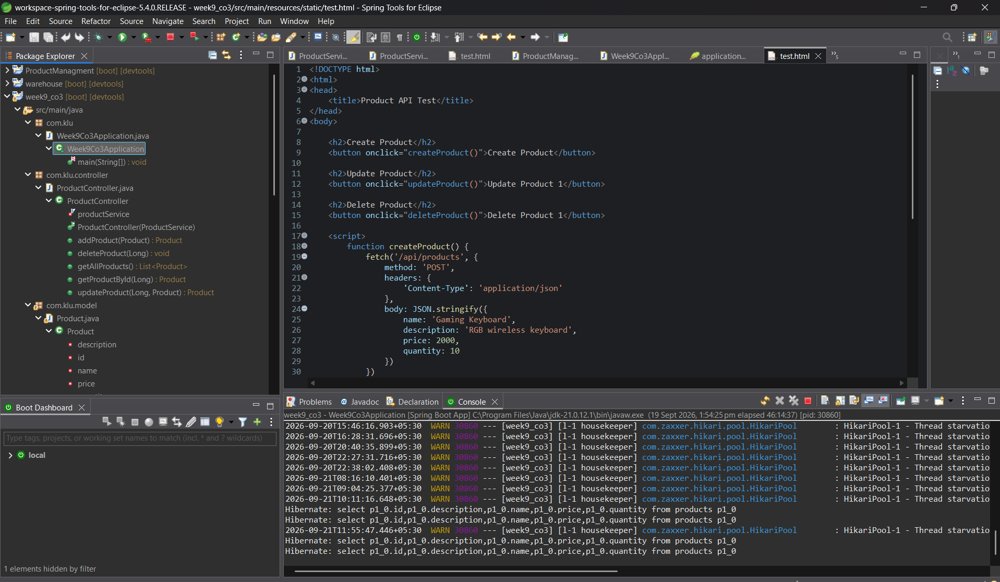 workspace-spring-tools-for-eclipse-5.4.0.RELEASE - week9_co3/src/main/resources/static/test.html - Spring Tools for Eclipse
File Edit Source Refactor Source Navigate Search Project Run Window Help
Package Explorer
ProductManagment [boot] [devtools]
warehouse [boot] [devtools]
week9_co3 [boot] [devtools]
src/main/java
com.klu
Week9Co3Application.java
Week9Co3Application
main(String[]) : void
com.klu.controller
ProductController.java
ProductController
productService
ProductController(ProductService)
addProduct(Product) : Product
deleteProduct(Long) : void
getAllProducts() : List<Product>
getProductById(Long) : Product
updateProduct(Long, Product) : Product
com.klu.model
Product.java
Product
description
id
name
price
ProductServi... ProductServi... test.html ProductManag... Week9Co3Appl... application... test.html »5
»1
1 <!DOCTYPE html>
2 <html>
3 <head>
4     <title>Product API Test</title>
5 </head>
6 <body>
7
8     <h2>Create Product</h2>
9     <button onclick="createProduct()">Create Product</button>
10
11     <h2>Update Product</h2>
12     <button onclick="updateProduct()">Update Product 1</button>
13
14     <h2>Delete Product</h2>
15     <button onclick="deleteProduct()">Delete Product 1</button>
16
17     <script>
18         function createProduct() {
19             fetch('/api/products', {
20                 method: 'POST',
21                 headers: {
22                     'Content-Type': 'application/json'
23                 },
24                 body: JSON.stringify({
25                     name: 'Gaming Keyboard',
26                     description: 'RGB wireless keyboard',
27                     price: 2000,
28                     quantity: 10
29                 })
30             })
Boot Dashboard
Type tags, projects, or working set names to match (incl. * and ? wildcards)
local
1 elements hidden by filter
Problems Javadoc Declaration Console
week9_co3 - Week9Co3Application [Spring Boot App] C:\Program Files\Java\jdk-21.0.12.1\bin\javaw.exe (19 Sept 2026, 1:54:25 pm elapsed 46:14:37) [pid: 30860]
2026-09-20T15:46:16.903+05:30  WARN 30860 --- [week9_co3] [l-1 housekeeper] com.zaxxer.hikari.pool.HikariPool        : HikariPool-1 - Thread starvatio
2026-09-20T16:28:31.696+05:30  WARN 30860 --- [week9_co3] [l-1 housekeeper] com.zaxxer.hikari.pool.HikariPool        : HikariPool-1 - Thread starvatio
2026-09-20T20:40:35.899+05:30  WARN 30860 --- [week9_co3] [l-1 housekeeper] com.zaxxer.hikari.pool.HikariPool        : HikariPool-1 - Thread starvatio
2026-09-20T22:27:31.716+05:30  WARN 30860 --- [week9_co3] [l-1 housekeeper] com.zaxxer.hikari.pool.HikariPool        : HikariPool-1 - Thread starvatio
2026-09-20T22:38:02.408+05:30  WARN 30860 --- [week9_co3] [l-1 housekeeper] com.zaxxer.hikari.pool.HikariPool        : HikariPool-1 - Thread starvatio
2026-09-21T08:16:10.401+05:30  WARN 30860 --- [week9_co3] [l-1 housekeeper] com.zaxxer.hikari.pool.HikariPool        : HikariPool-1 - Thread starvatio
2026-09-21T09:04:25.377+05:30  WARN 30860 --- [week9_co3] [l-1 housekeeper] com.zaxxer.hikari.pool.HikariPool        : HikariPool-1 - Thread starvatio
2026-09-21T10:11:16.648+05:30  WARN 30860 --- [week9_co3] [l-1 housekeeper] com.zaxxer.hikari.pool.HikariPool        : HikariPool-1 - Thread starvatio
Hibernate: select p1_0.id,p1_0.description,p1_0.name,p1_0.price,p1_0.quantity from products p1_0
Hibernate: select p1_0.id,p1_0.description,p1_0.name,p1_0.price,p1_0.quantity from products p1_0
2026-09-21T11:55:47.446+05:30  WARN 30860 --- [week9_co3] [l-1 housekeeper] com.zaxxer.hikari.pool.HikariPool        : HikariPool-1 - Thread starvatio
Hibernate: select p1_0.id,p1_0.description,p1_0.name,p1_0.price,p1_0.quantity from products p1_0
Hibernate: select p1_0.id,p1_0.description,p1_0.name,p1_0.price,p1_0.quantity from products p1_0